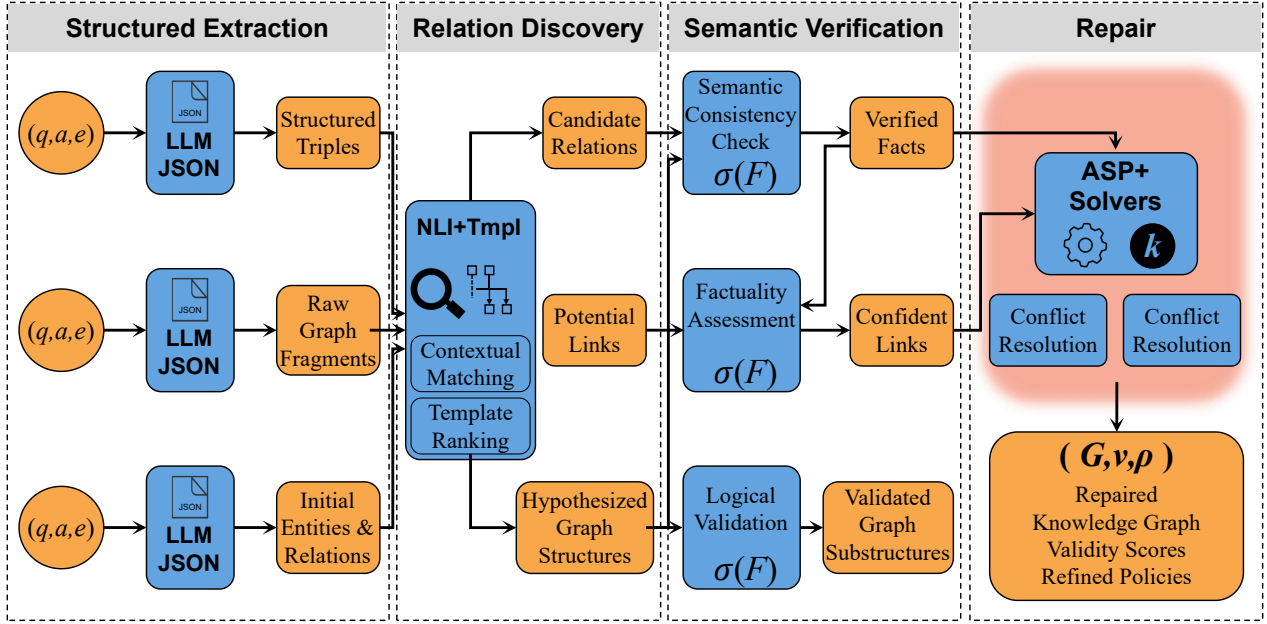 Structured Extraction
Relation Discovery
Semantic Verification
Repair
(q,a,e)
JSON
LLM
JSON
Structured
Triples
(q,a,e)
JSON
LLM
JSON
Raw
Graph
Fragments
(q,a,e)
JSON
LLM
JSON
Initial
Entities &
Relations
NLI+Tmpl
Contextual
Matching
Template
Ranking
Candidate
Relations
Potential
Links
Hypothesized
Graph
Structures
Semantic
Consistency
Check
σ(F)
Factuality
Assessment
σ(F)
Logical
Validation
σ(F)
Verified
Facts
Confident
Links
Validated
Graph
Substructures
ASP+
Solvers
k
Conflict
Resolution
Conflict
Resolution
( G,ν,ρ )
Repaired
Knowledge Graph
Validity Scores
Refined Policies